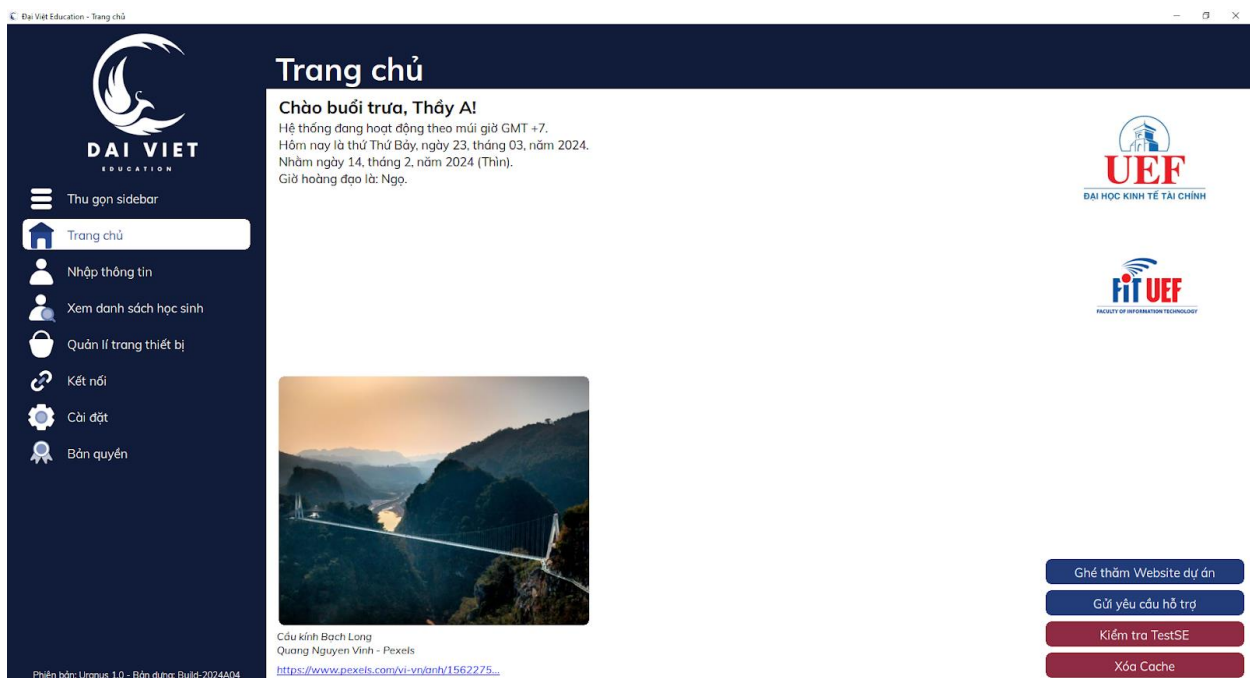 Đại Việt Education - Trang chủ
DAI VIET
EDUCATION
Thu gọn sidebar
Trang chủ
Nhập thông tin
Xem danh sách học sinh
Quản lí trang thiết bị
Kết nối
Cài đặt
Bản quyền
Phiên bản: Uranus 1.0 - Bản dựng: Build-2024A04
Trang chủ
Chào buổi trưa, Thầy A!
Hệ thống đang hoạt động theo múi giờ GMT +7.
Hôm nay là thứ Thứ Bảy, ngày 23, tháng 03, năm 2024.
Nhằm ngày 14, tháng 2, năm 2024 (Thìn).
Giờ hoàng đạo là: Ngọ.
UEF
ĐẠI HỌC KINH TẾ TÀI CHÍNH
FIT UEF
FACULTY OF INFORMATION TECHNOLOGY
Cầu kính Bạch Long
Quang Nguyen Vinh - Pexels
https://www.pexels.com/vi-vn/anh/1562275...
Ghé thăm Website dự án
Gửi yêu cầu hỗ trợ
Kiểm tra TestSE
Xóa Cache